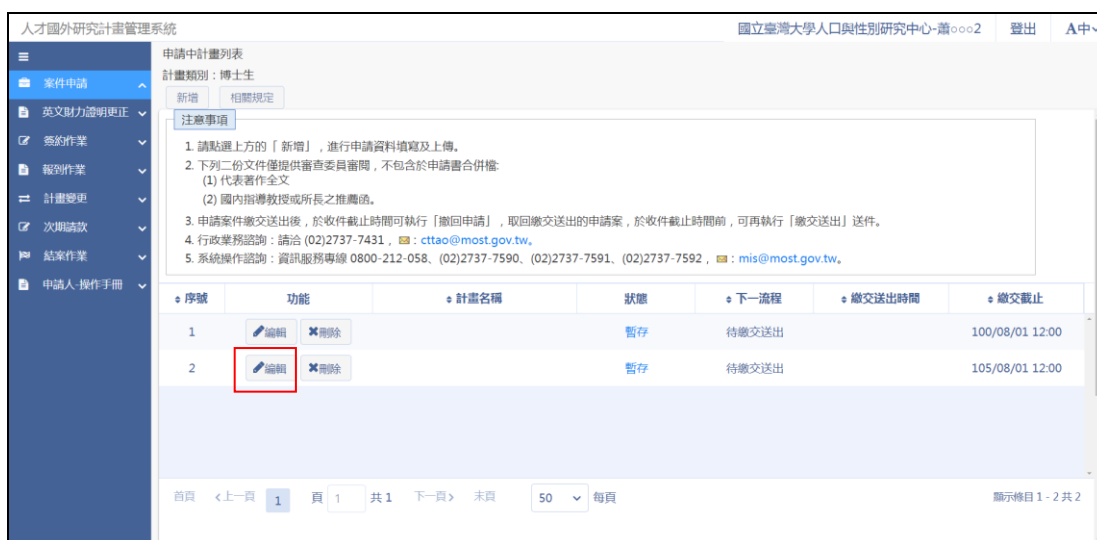 人才國外研究計畫管理系統 國立臺灣大學人口與性別研究中心-蕭○○○2 登出 A中
申請中計畫列表
計畫類別：博士生
案件申請
新增 相關規定
英文財力證明更正
注意事項
簽約作業
1. 請點選上方的「 新增」，進行申請資料填寫及上傳。
2. 下列二份文件僅提供審查委員審閱，不包含於申請書合併檔:
報到作業
(1) 代表著作全文
計畫變更
(2) 國內指導教授或所長之推薦函。
次期請款
3. 申請案件繳交送出後，於收件截止時間可執行「撤回申請」，取回繳交送出的申請案，於收件截止時間前，可再執行「繳交送出」送件。
4. 行政業務諮詢：請洽 (02)2737-7431， : cttao@most.gov.tw。
結案作業
5. 系統操作諮詢：資訊服務專線 0800-212-058、(02)2737-7590、(02)2737-7591、(02)2737-7592， : mis@most.gov.tw。
申請人-操作手冊
序號 功能 計畫名稱 狀態 下一流程 繳交送出時間 繳交截止
1 編輯 刪除 暫存 待繳交送出 100/08/01 12:00
2 編輯 刪除 暫存 待繳交送出 105/08/01 12:00
首頁 上一頁 1 頁 1 共 1 下一頁 末頁 50 每頁 顯示條目 1 - 2 共 2